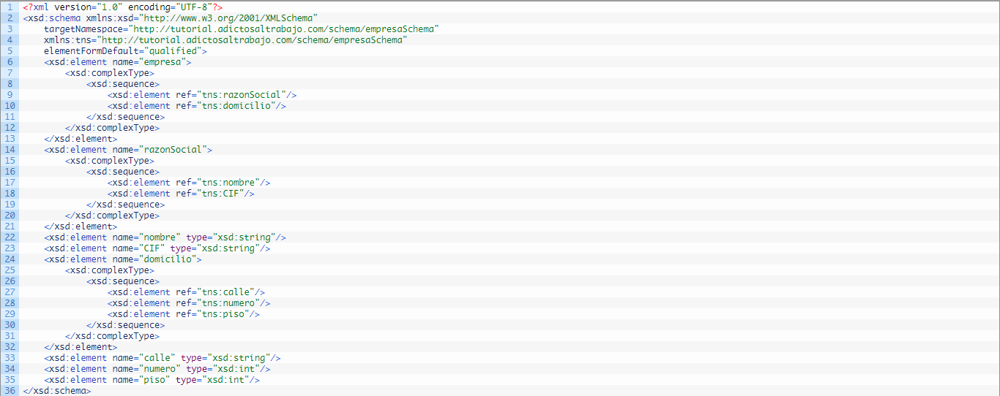 1 <?xml version="1.0" encoding="UTF-8"?>
2 <xsd:schema xmlns:xsd="http://www.w3.org/2001/XMLSchema"
3     targetNamespace="http://tutorial.adictosaltrabajo.com/schema/empresaSchema"
4     xmlns:tns="http://tutorial.adictosaltrabajo.com/schema/empresaSchema"
5     elementFormDefault="qualified">
6     <xsd:element name="empresa">
7         <xsd:complexType>
8             <xsd:sequence>
9                 <xsd:element ref="tns:razonSocial"/>
10                 <xsd:element ref="tns:domicilio"/>
11             </xsd:sequence>
12         </xsd:complexType>
13     </xsd:element>
14     <xsd:element name="razonSocial">
15         <xsd:complexType>
16             <xsd:sequence>
17                 <xsd:element ref="tns:nombre"/>
18                 <xsd:element ref="tns:CIF"/>
19             </xsd:sequence>
20         </xsd:complexType>
21     </xsd:element>
22     <xsd:element name="nombre" type="xsd:string"/>
23     <xsd:element name="CIF" type="xsd:string"/>
24     <xsd:element name="domicilio">
25         <xsd:complexType>
26             <xsd:sequence>
27                 <xsd:element ref="tns:calle"/>
28                 <xsd:element ref="tns:numero"/>
29                 <xsd:element ref="tns:piso"/>
30             </xsd:sequence>
31         </xsd:complexType>
32     </xsd:element>
33     <xsd:element name="calle" type="xsd:string"/>
34     <xsd:element name="numero" type="xsd:int"/>
35     <xsd:element name="piso" type="xsd:int"/>
36 </xsd:schema>